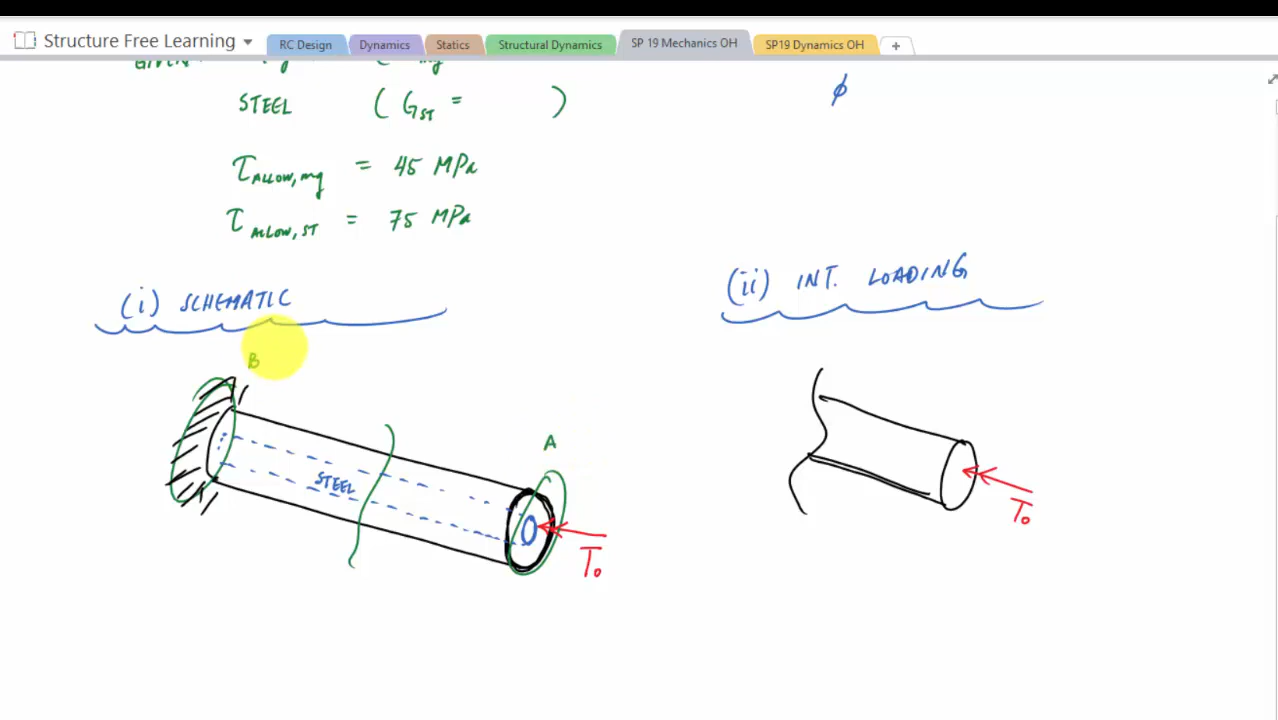 Structure Free Learning
RC Design
Dynamics
Statics
Structural Dynamics
SP 19 Mechanics OH
SP19 Dynamics OH
+
GIVEN
STEEL ( G_ST = )
ϕ
τ_ALLOW,mg = 45 MPa
τ_ALLOW,ST = 75 MPa
(i) SCHEMATIC
(ii) INT. LOADING
B
A
STEEL
T₀
T₀